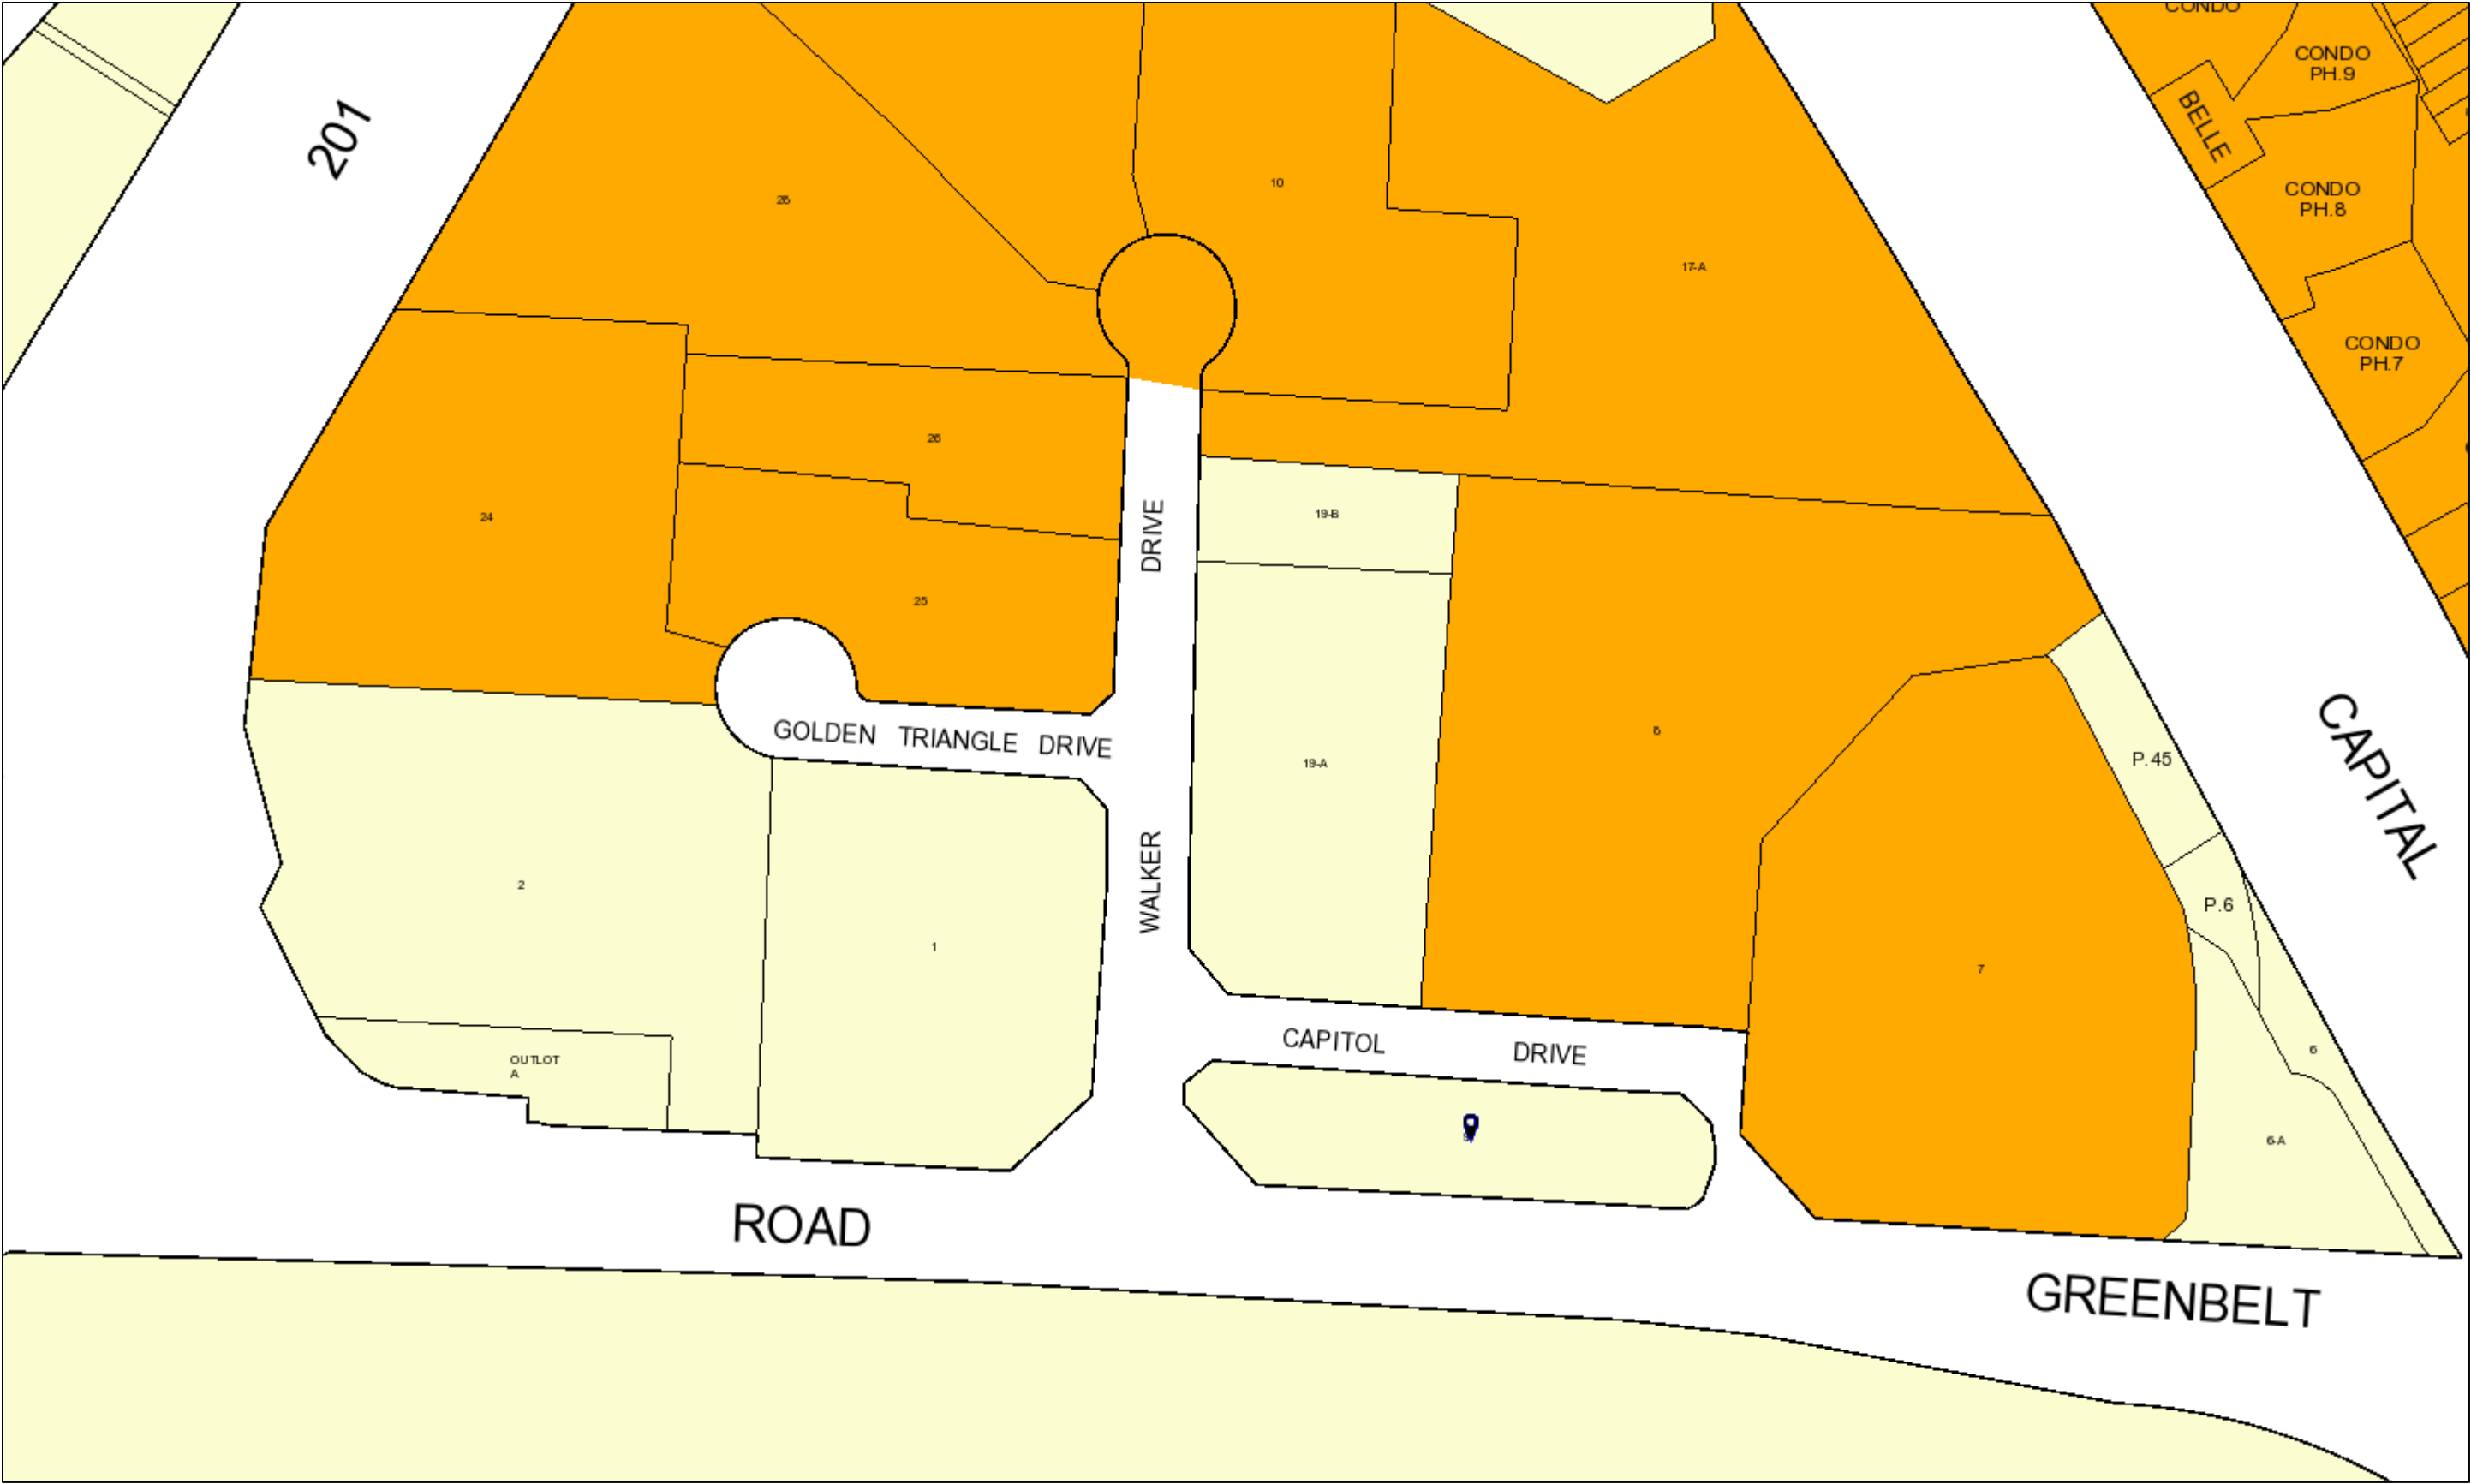 CONDO
CONDO
PH.9
201
BELLE
10
CONDO
PH.8
26
17-A
CONDO
PH.7
26
19-B
24
25
GOLDEN TRIANGLE DRIVE
DRIVE
WALKER
19-A
P.45
CAPITAL
2
P.6
1
7
CAPITOL DRIVE
6
OUTLOT
A
6-A
ROAD
GREENBELT